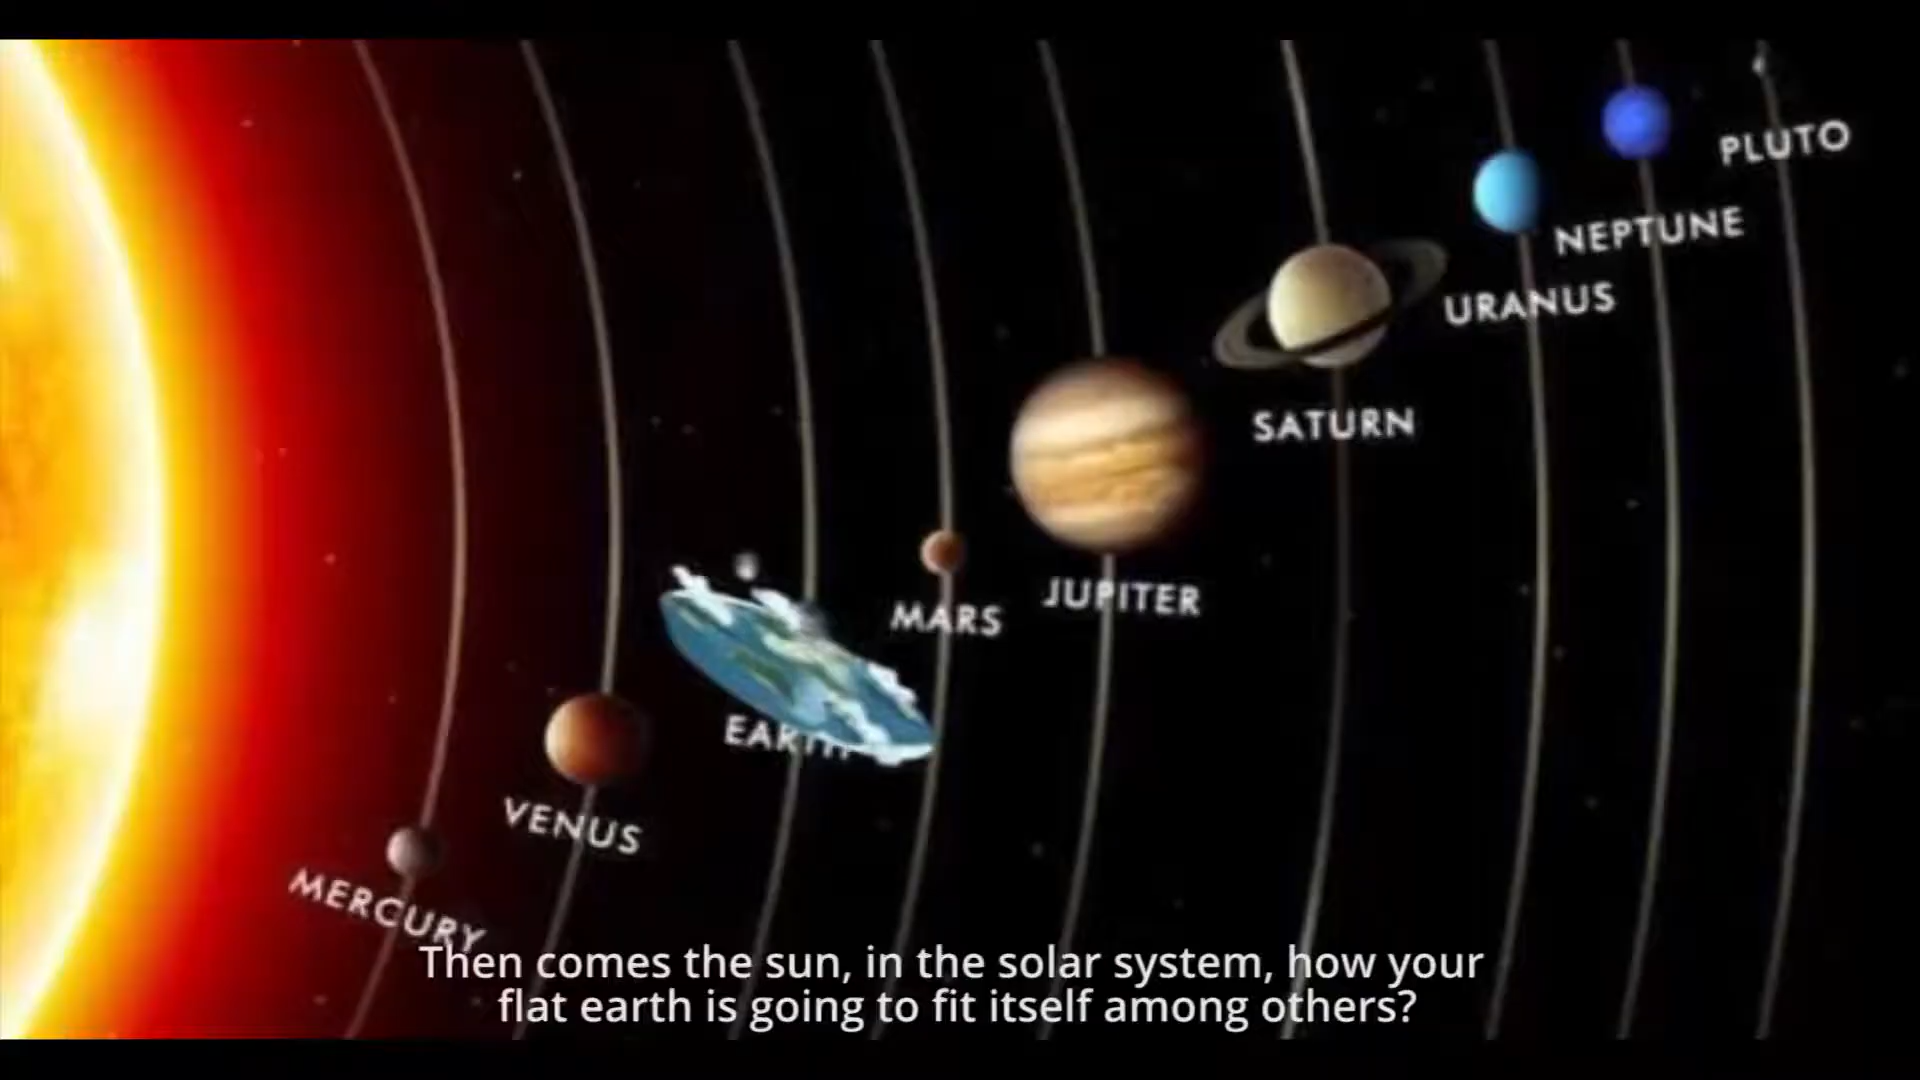 PLUTO
NEPTUNE
URANUS
SATURN
JUPITER
MARS
EARTH
VENUS
MERCURY
Then comes the sun, in the solar system, how your
flat earth is going to fit itself among others?